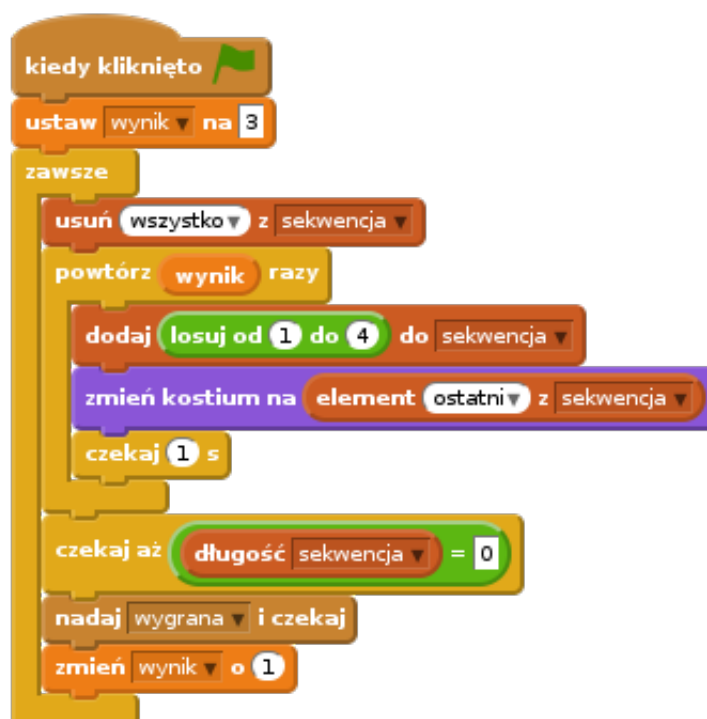 kiedy kliknięto
ustaw wynik na 3
zawsze
usuń wszystko z sekwencja
powtórz wynik razy
dodaj losuj od 1 do 4 do sekwencja
zmień kostium na element ostatni z sekwencja
czekaj 1 s
czekaj aż długość sekwencja = 0
nadaj wygrana i czekaj
zmień wynik o 1